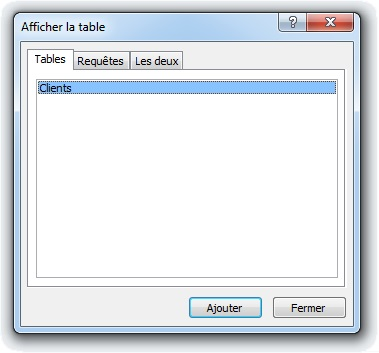 Afficher la table
Tables Requêtes Les deux
Clients
Ajouter Fermer